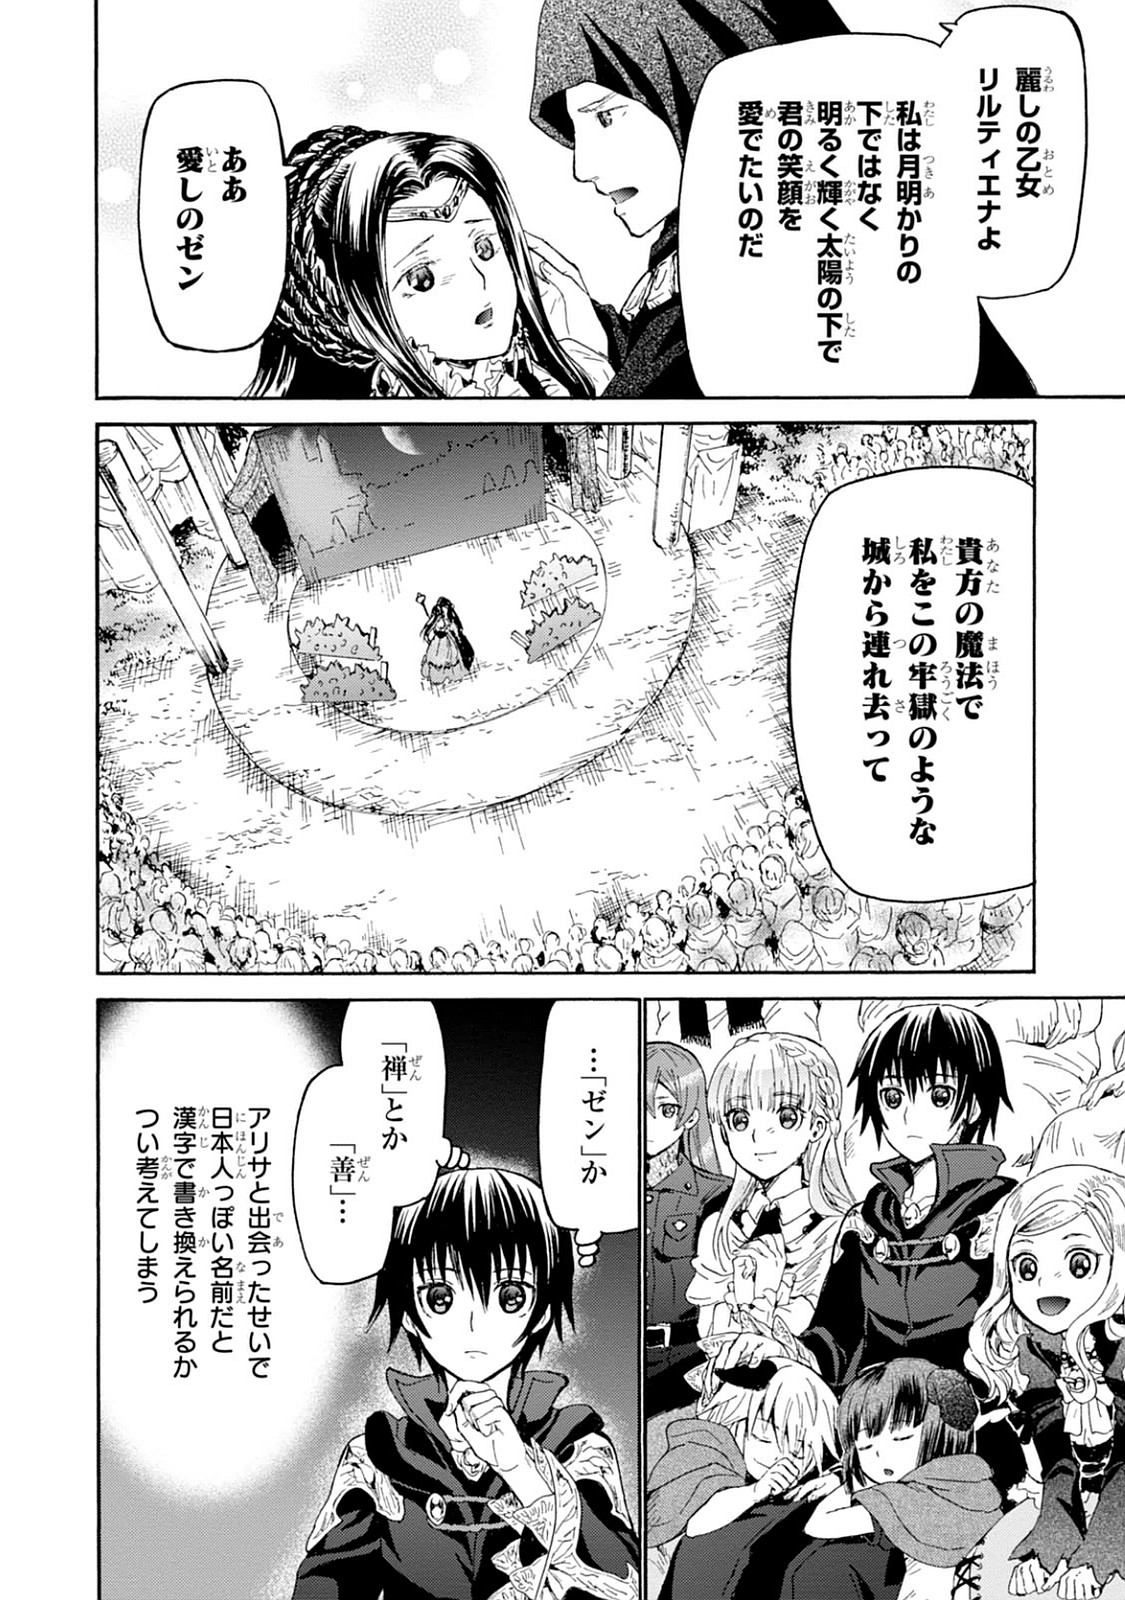 麗しの乙女
リルティエナよ
私は月明かりの
下ではなく
明るく輝く太陽の下で
君の笑顔を
愛でたいのだ
ああ
愛しのゼン
貴方の魔法で
私をこの牢獄のような
城から連れ去って
…「ゼン」か
「禅」とか
「善」…
アリサと出会ったせいで
日本人っぽい名前だと
漢字で書き換えられるか
つい考えてしまう